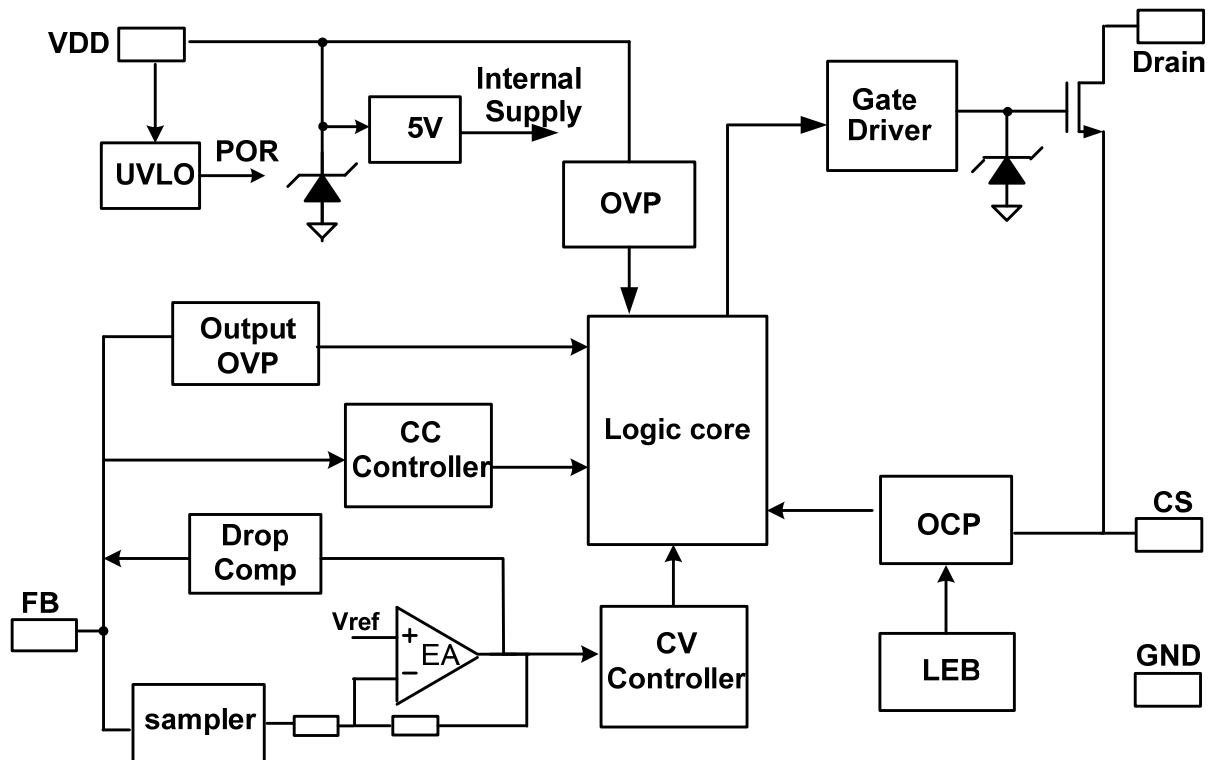 VDD
Drain
Internal
Supply
5V
Gate
Driver
POR
UVLO
OVP
Output
OVP
Logic core
CC
Controller
OCP
CS
Drop
Comp
FB
Vref
+
EA
−
CV
Controller
LEB
GND
sampler